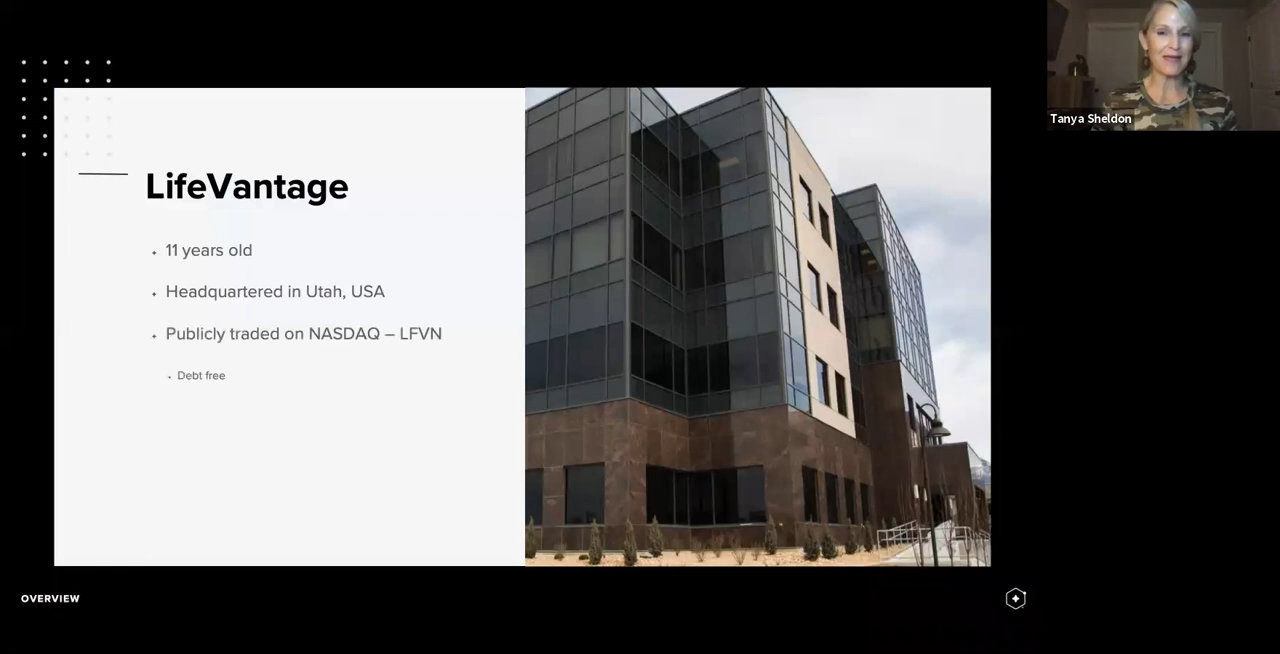 Tanya Sheldon
LifeVantage
11 years old
Headquartered in Utah, USA
Publicly traded on NASDAQ – LFVN
Debt free
OVERVIEW